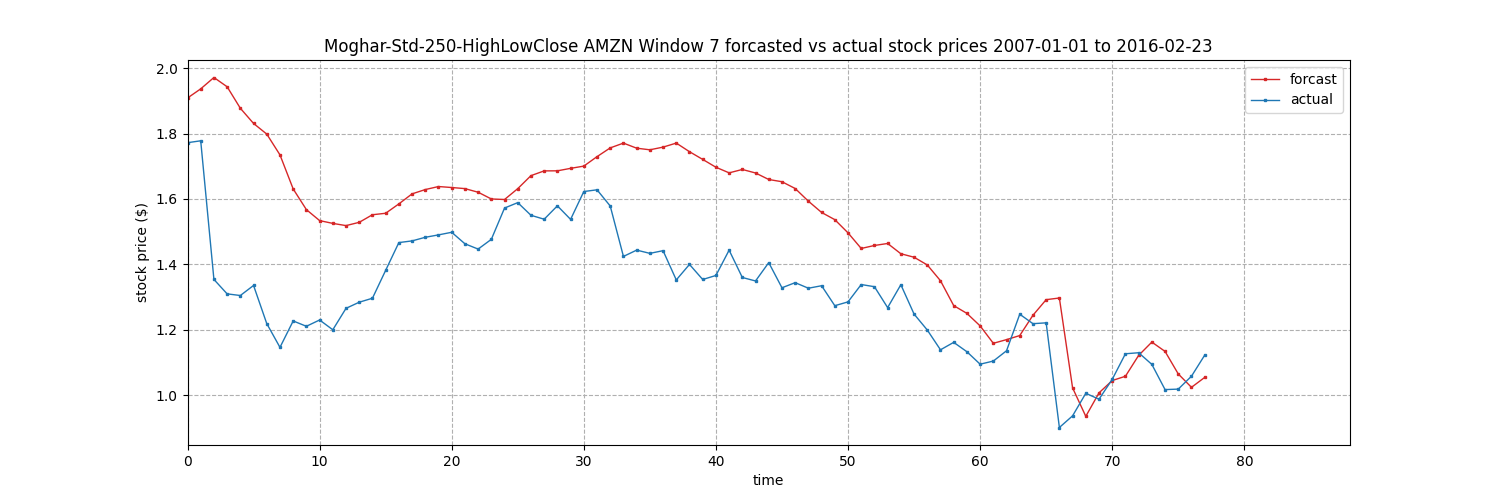 Moghar-Std-250-HighLowClose AMZN Window 7 forcasted vs actual stock prices 2007-01-01 to 2016-02-23
forcast
actual
stock price ($)
2.0
1.8
1.6
1.4
1.2
1.0
0 10 20 30 40 50 60 70 80
time